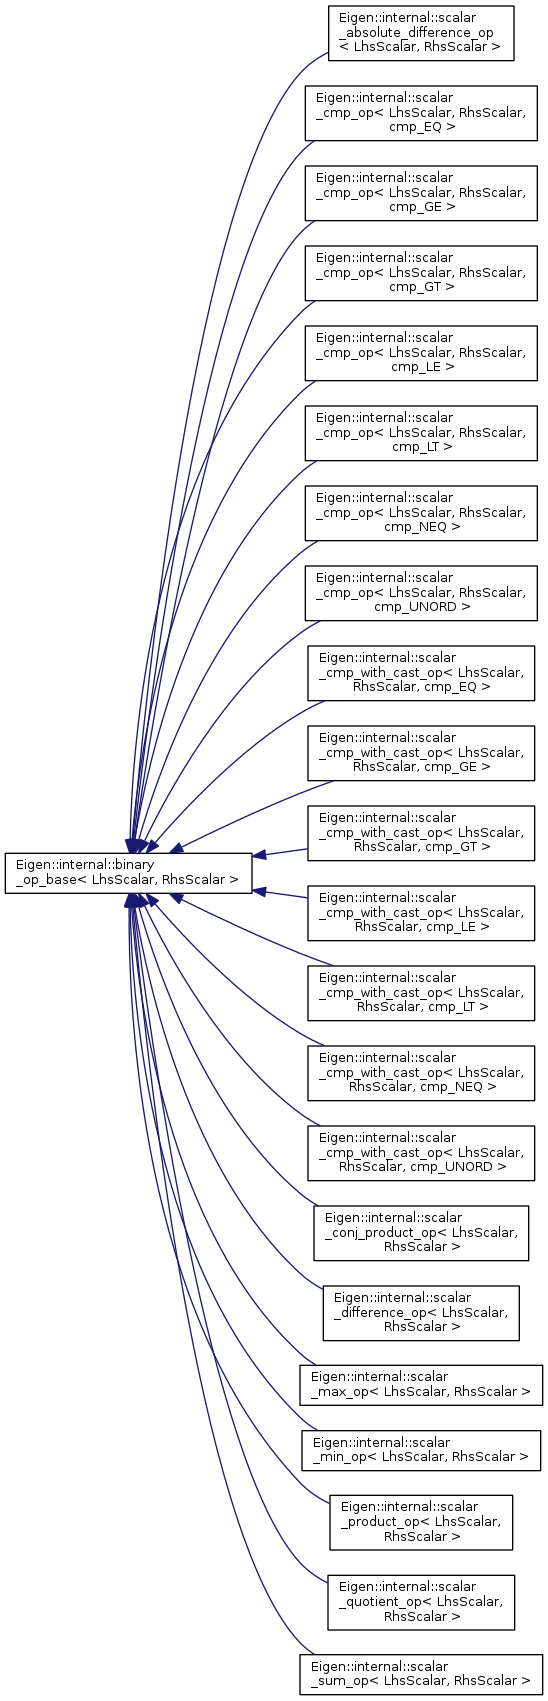 Eigen::internal::scalar
_absolute_difference_op
< LhsScalar, RhsScalar >
Eigen::internal::scalar
_cmp_op< LhsScalar, RhsScalar,
cmp_EQ >
Eigen::internal::scalar
_cmp_op< LhsScalar, RhsScalar,
cmp_GE >
Eigen::internal::scalar
_cmp_op< LhsScalar, RhsScalar,
cmp_GT >
Eigen::internal::scalar
_cmp_op< LhsScalar, RhsScalar,
cmp_LE >
Eigen::internal::scalar
_cmp_op< LhsScalar, RhsScalar,
cmp_LT >
Eigen::internal::scalar
_cmp_op< LhsScalar, RhsScalar,
cmp_NEQ >
Eigen::internal::scalar
_cmp_op< LhsScalar, RhsScalar,
cmp_UNORD >
Eigen::internal::scalar
_cmp_with_cast_op< LhsScalar,
RhsScalar, cmp_EQ >
Eigen::internal::scalar
_cmp_with_cast_op< LhsScalar,
RhsScalar, cmp_GE >
Eigen::internal::scalar
_cmp_with_cast_op< LhsScalar,
RhsScalar, cmp_GT >
Eigen::internal::binary
_op_base< LhsScalar, RhsScalar >
Eigen::internal::scalar
_cmp_with_cast_op< LhsScalar,
RhsScalar, cmp_LE >
Eigen::internal::scalar
_cmp_with_cast_op< LhsScalar,
RhsScalar, cmp_LT >
Eigen::internal::scalar
_cmp_with_cast_op< LhsScalar,
RhsScalar, cmp_NEQ >
Eigen::internal::scalar
_cmp_with_cast_op< LhsScalar,
RhsScalar, cmp_UNORD >
Eigen::internal::scalar
_conj_product_op< LhsScalar,
RhsScalar >
Eigen::internal::scalar
_difference_op< LhsScalar,
RhsScalar >
Eigen::internal::scalar
_max_op< LhsScalar, RhsScalar >
Eigen::internal::scalar
_min_op< LhsScalar, RhsScalar >
Eigen::internal::scalar
_product_op< LhsScalar,
RhsScalar >
Eigen::internal::scalar
_quotient_op< LhsScalar,
RhsScalar >
Eigen::internal::scalar
_sum_op< LhsScalar, RhsScalar >